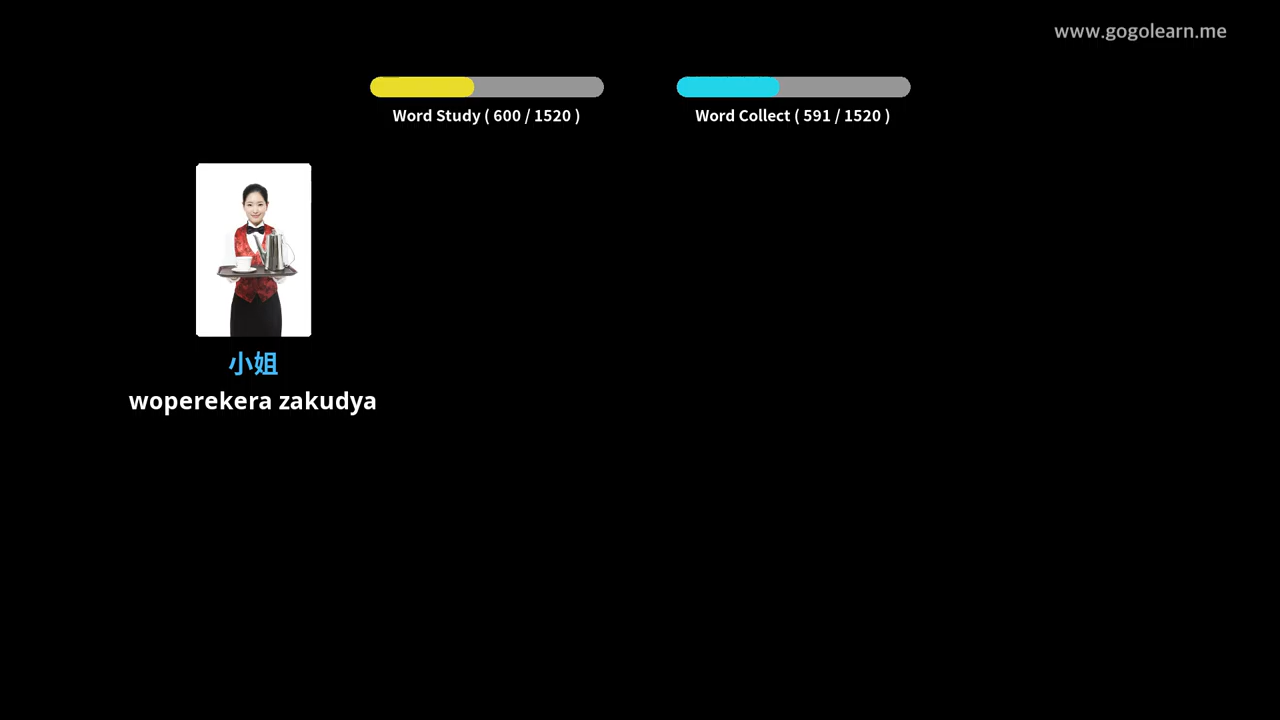 www.gogolearn.me
Word Study ( 600 / 1520 )
Word Collect ( 591 / 1520 )
小姐
woperekera zakudya